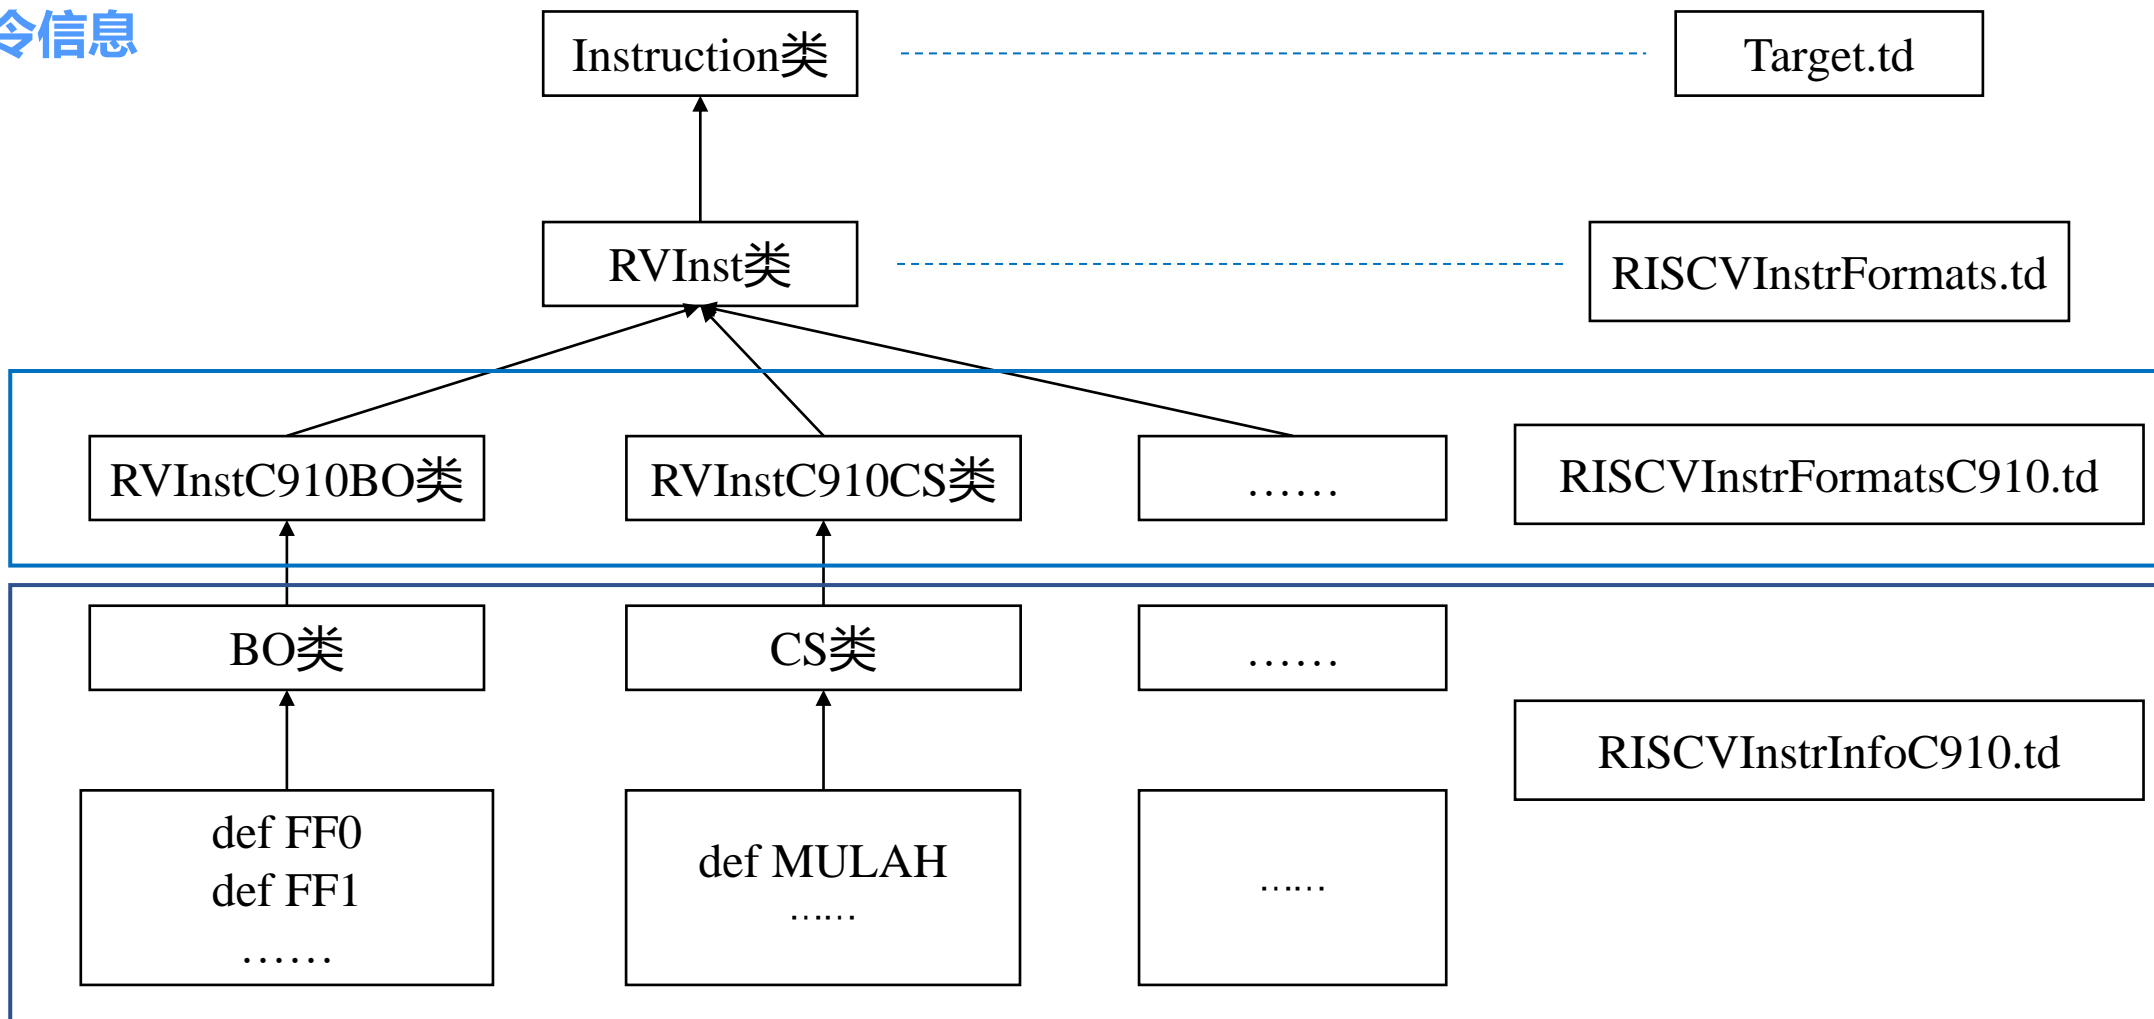 令信息
Instruction类
Target.td
RVInst类
RISCVInstrFormats.td
RVInstC910BO类
RVInstC910CS类
……
RISCVInstrFormatsC910.td
BO类
CS类
……
RISCVInstrInfoC910.td
def FF0
def FF1
……
def MULAH
……
……